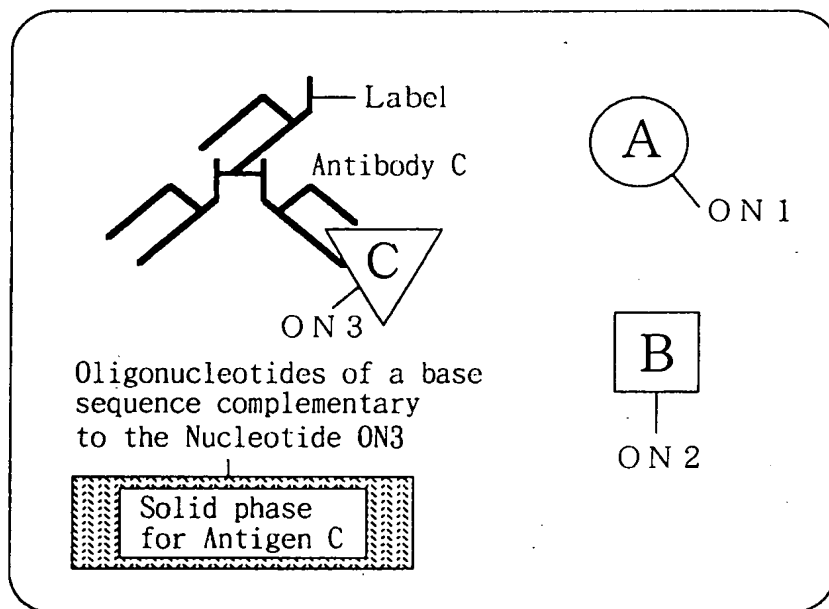 Label
Antibody C
A
ON1
C
ON3
B
ON2
Oligonucleotides of a base
sequence complementary
to the Nucleotide ON3
Solid phase
for Antigen C